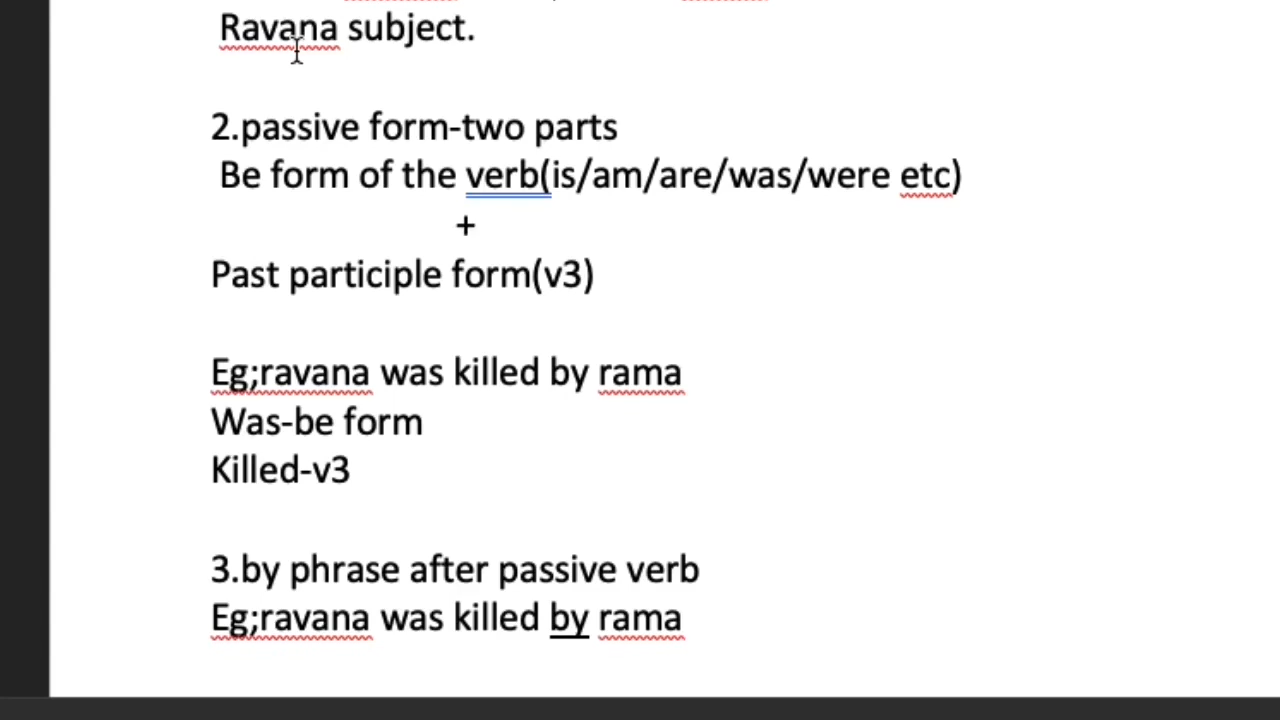 Ravana subject.
2.passive form-two parts
Be form of the verb(is/am/are/was/were etc)
+
Past participle form(v3)
Eg;ravana was killed by rama
Was-be form
Killed-v3
3.by phrase after passive verb
Eg;ravana was killed by rama